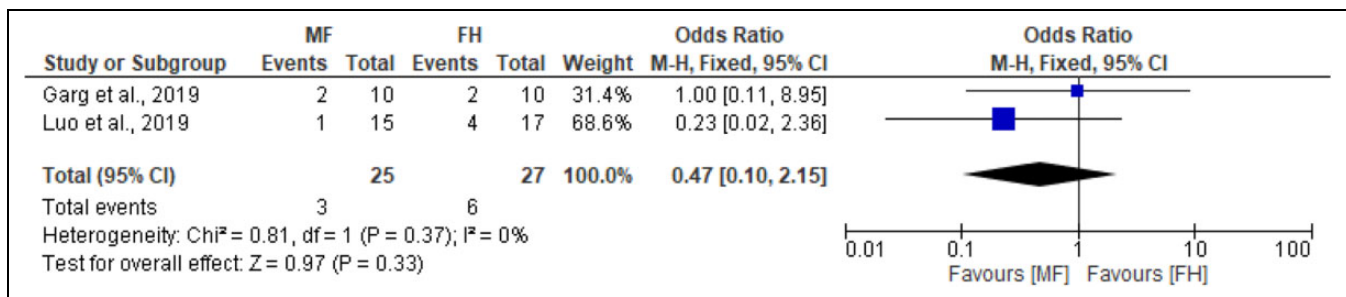 MF FH Odds Ratio Odds Ratio
Study or Subgroup Events Total Events Total Weight M-H, Fixed, 95% CI M-H, Fixed, 95% CI
Garg et al., 2019 2 10 2 10 31.4% 1.00 [0.11, 8.95]
Luo et al., 2019 1 15 4 17 68.6% 0.23 [0.02, 2.36]
Total (95% CI) 25 27 100.0% 0.47 [0.10, 2.15]
Total events 3 6
Heterogeneity: Chi² = 0.81, df = 1 (P = 0.37); I² = 0%
Test for overall effect: Z = 0.97 (P = 0.33)
0.01 0.1 1 10 100
Favours [MF] Favours [FH]